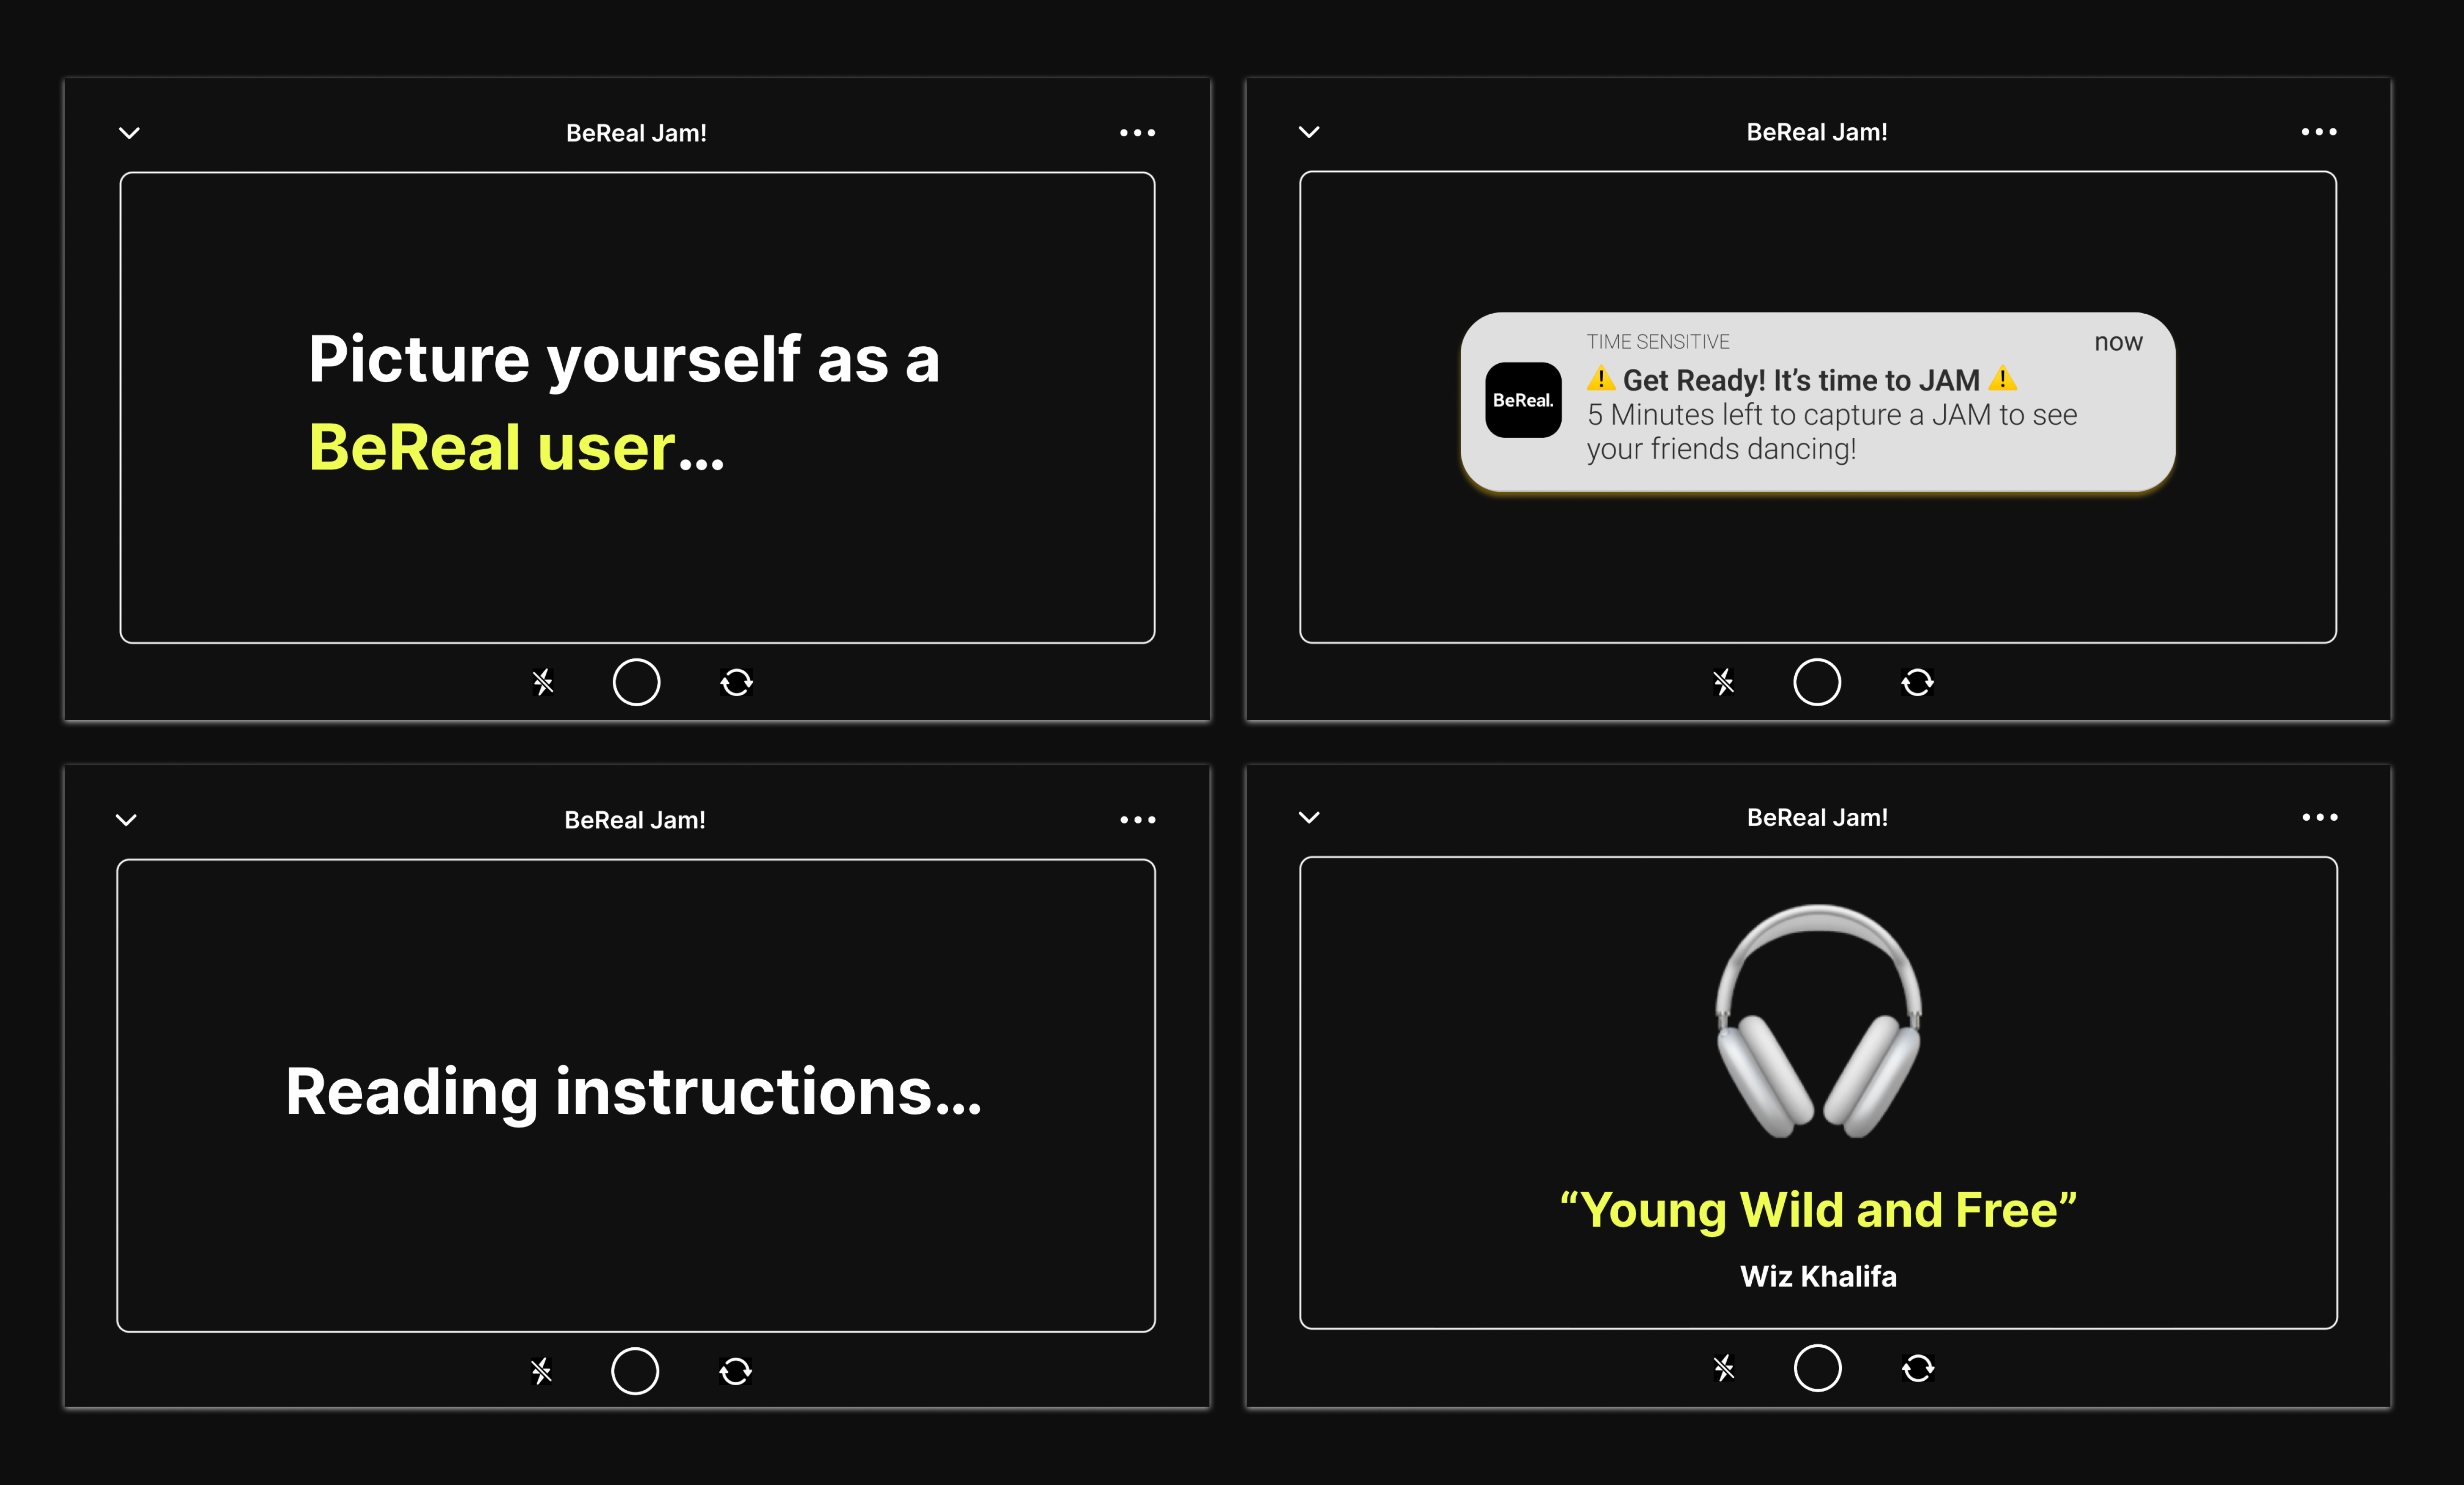 BeReal Jam!
Picture yourself as a
BeReal user...
BeReal Jam!
TIME SENSITIVE
now
⚠️ Get Ready! It’s time to JAM ⚠️
BeReal.
5 Minutes left to capture a JAM to see
your friends dancing!
BeReal Jam!
Reading instructions...
BeReal Jam!
“Young Wild and Free”
Wiz Khalifa